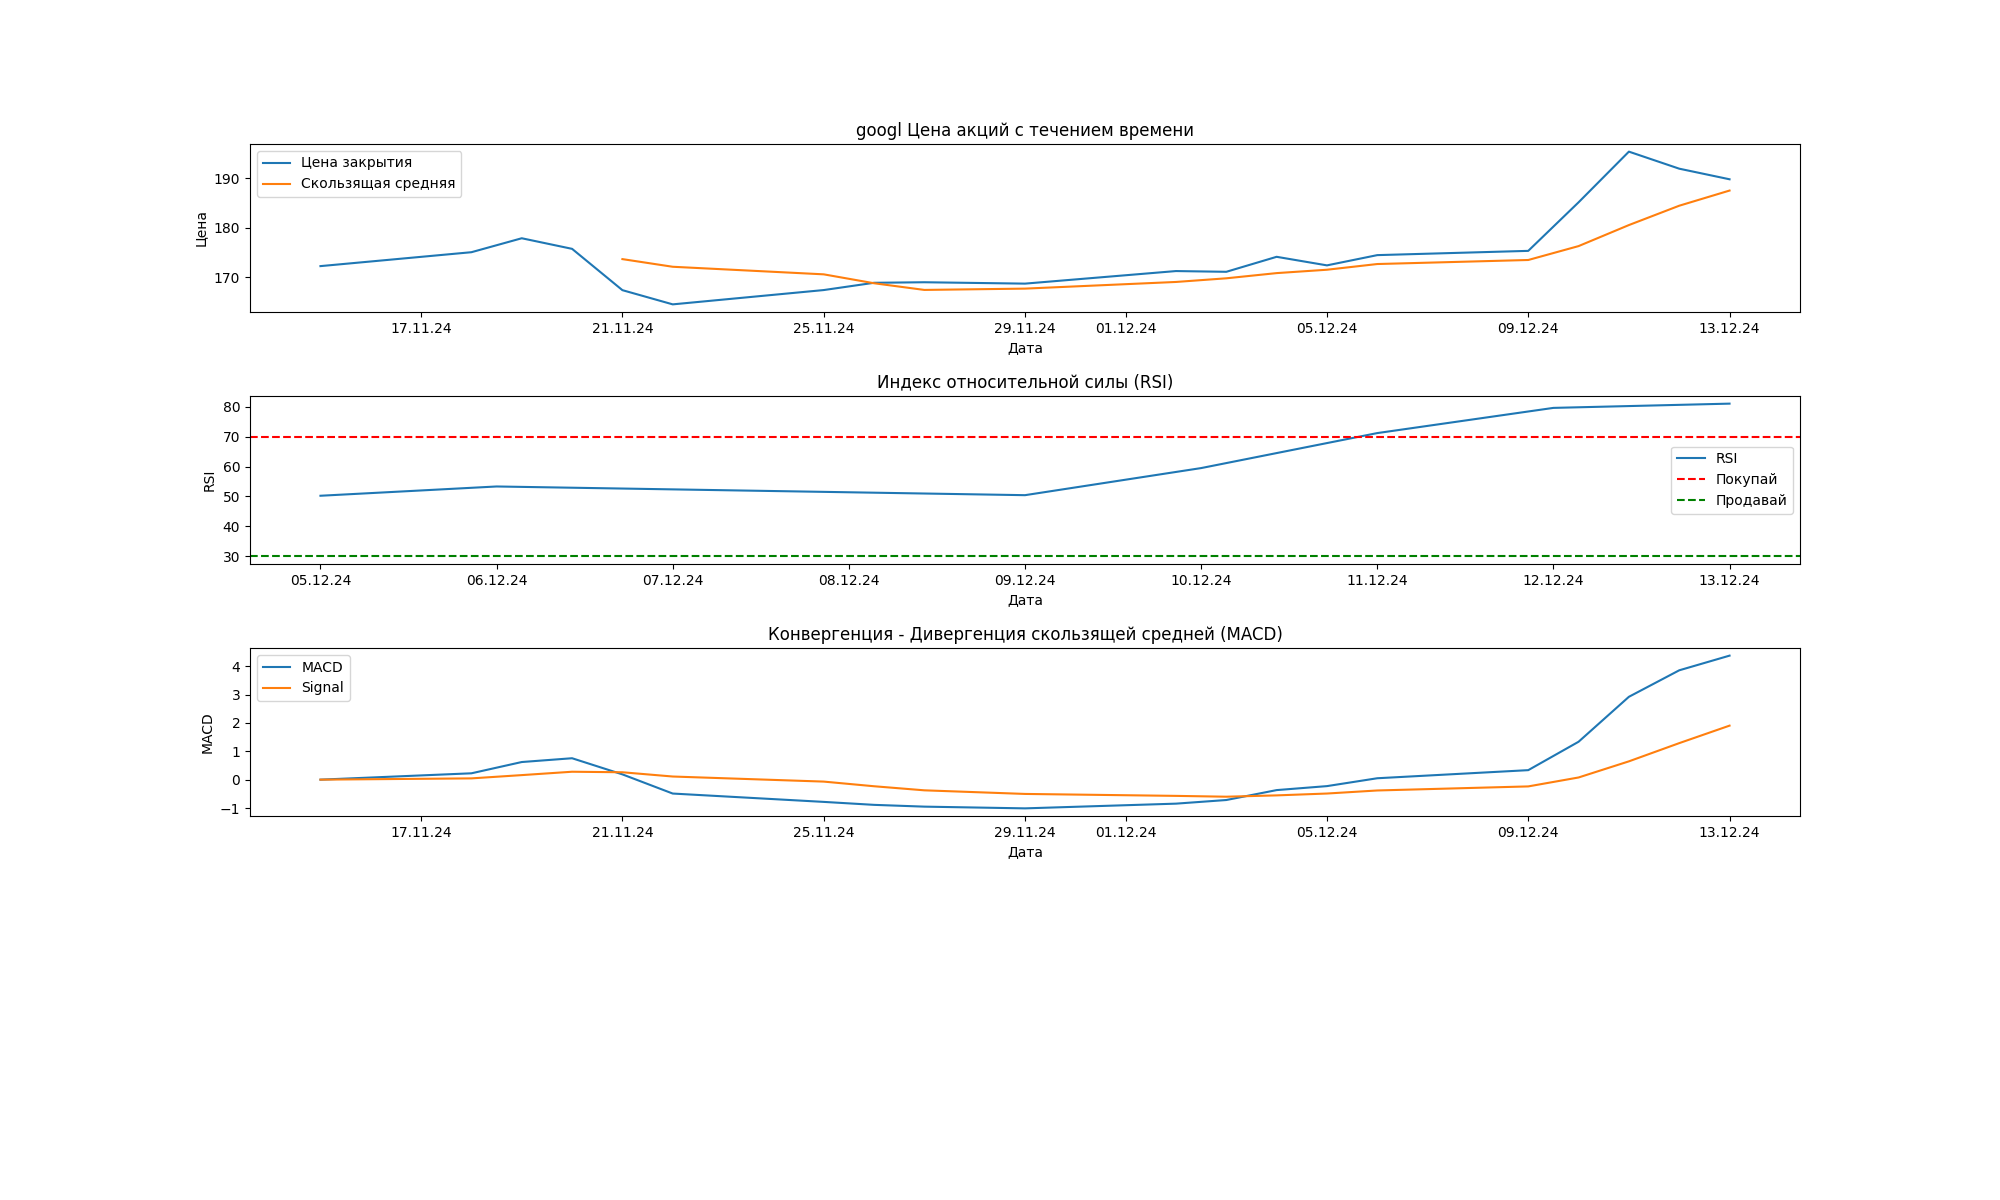 googl Цена акций с течением времени
Цена закрытия
Скользящая средняя
Цена
190
180
170
17.11.24 21.11.24 25.11.24 29.11.24 01.12.24 05.12.24 09.12.24 13.12.24
Дата
Индекс относительной силы (RSI)
RSI
80
70
60
50
40
30
RSI
Покупай
Продавай
05.12.24 06.12.24 07.12.24 08.12.24 09.12.24 10.12.24 11.12.24 12.12.24 13.12.24
Дата
Конвергенция - Дивергенция скользящей средней (MACD)
MACD
Signal
MACD
4
3
2
1
0
−1
17.11.24 21.11.24 25.11.24 29.11.24 01.12.24 05.12.24 09.12.24 13.12.24
Дата